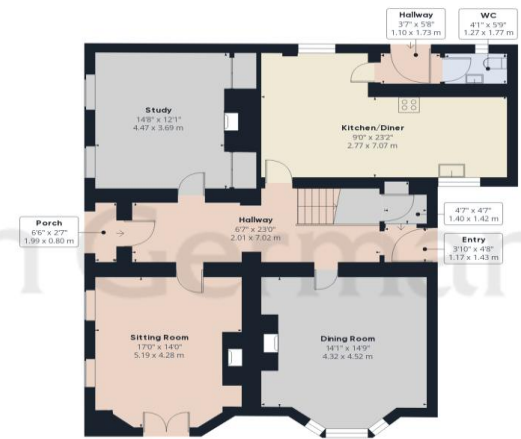 Hallway
3'7" x 5'8"
1.10 x 1.73 m
WC
4'1" x 5'9"
1.27 x 1.77 m
Study
14'8" x 12'1"
4.47 x 3.69 m
Kitchen/Diner
9'0" x 23'2"
2.77 x 7.07 m
Porch
6'6" x 2'7"
1.99 x 0.80 m
Hallway
6'7" x 23'0"
2.01 x 7.02 m
4'7" x 4'7"
1.40 x 1.42 m
Entry
3'10" x 4'8"
1.17 x 1.43 m
Sitting Room
17'0" x 14'0"
5.19 x 4.28 m
Dining Room
14'1" x 14'9"
4.32 x 4.52 m